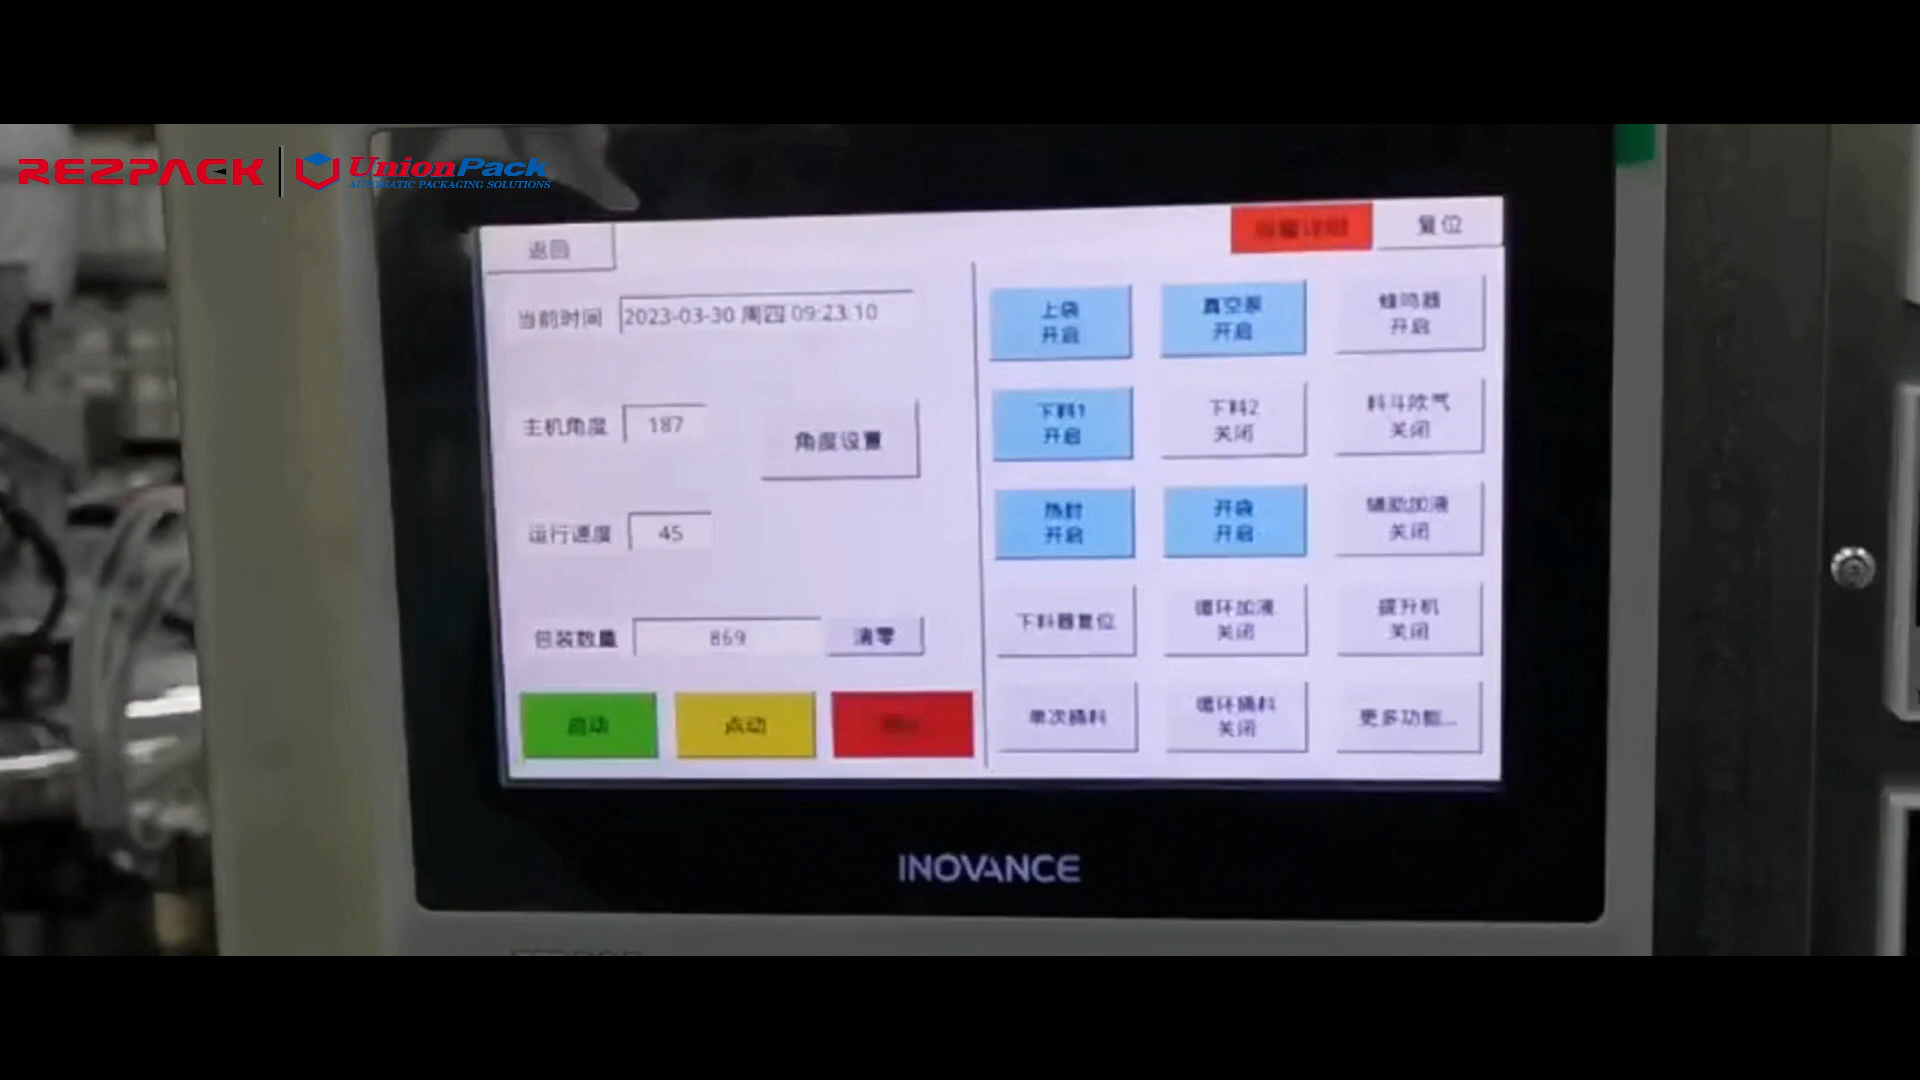 REZPACK
UnionPack
AUTOMATIC PACKAGING SOLUTIONS
返回
复位
当前时间 2023-03-30 周四 09:23:10
主机角度 187
角度设置
运行速度 45
包装数量 869 清零
启动
点动
上袋
开启
真空泵
开启
蜂鸣器
开启
下料1
开启
下料2
关闭
料斗吹气
关闭
热封
开启
开袋
开启
辅助加液
关闭
下料器复位
循环加液
关闭
提升机
关闭
单次捅料
循环捅料
关闭
更多功能...
INOVANCE